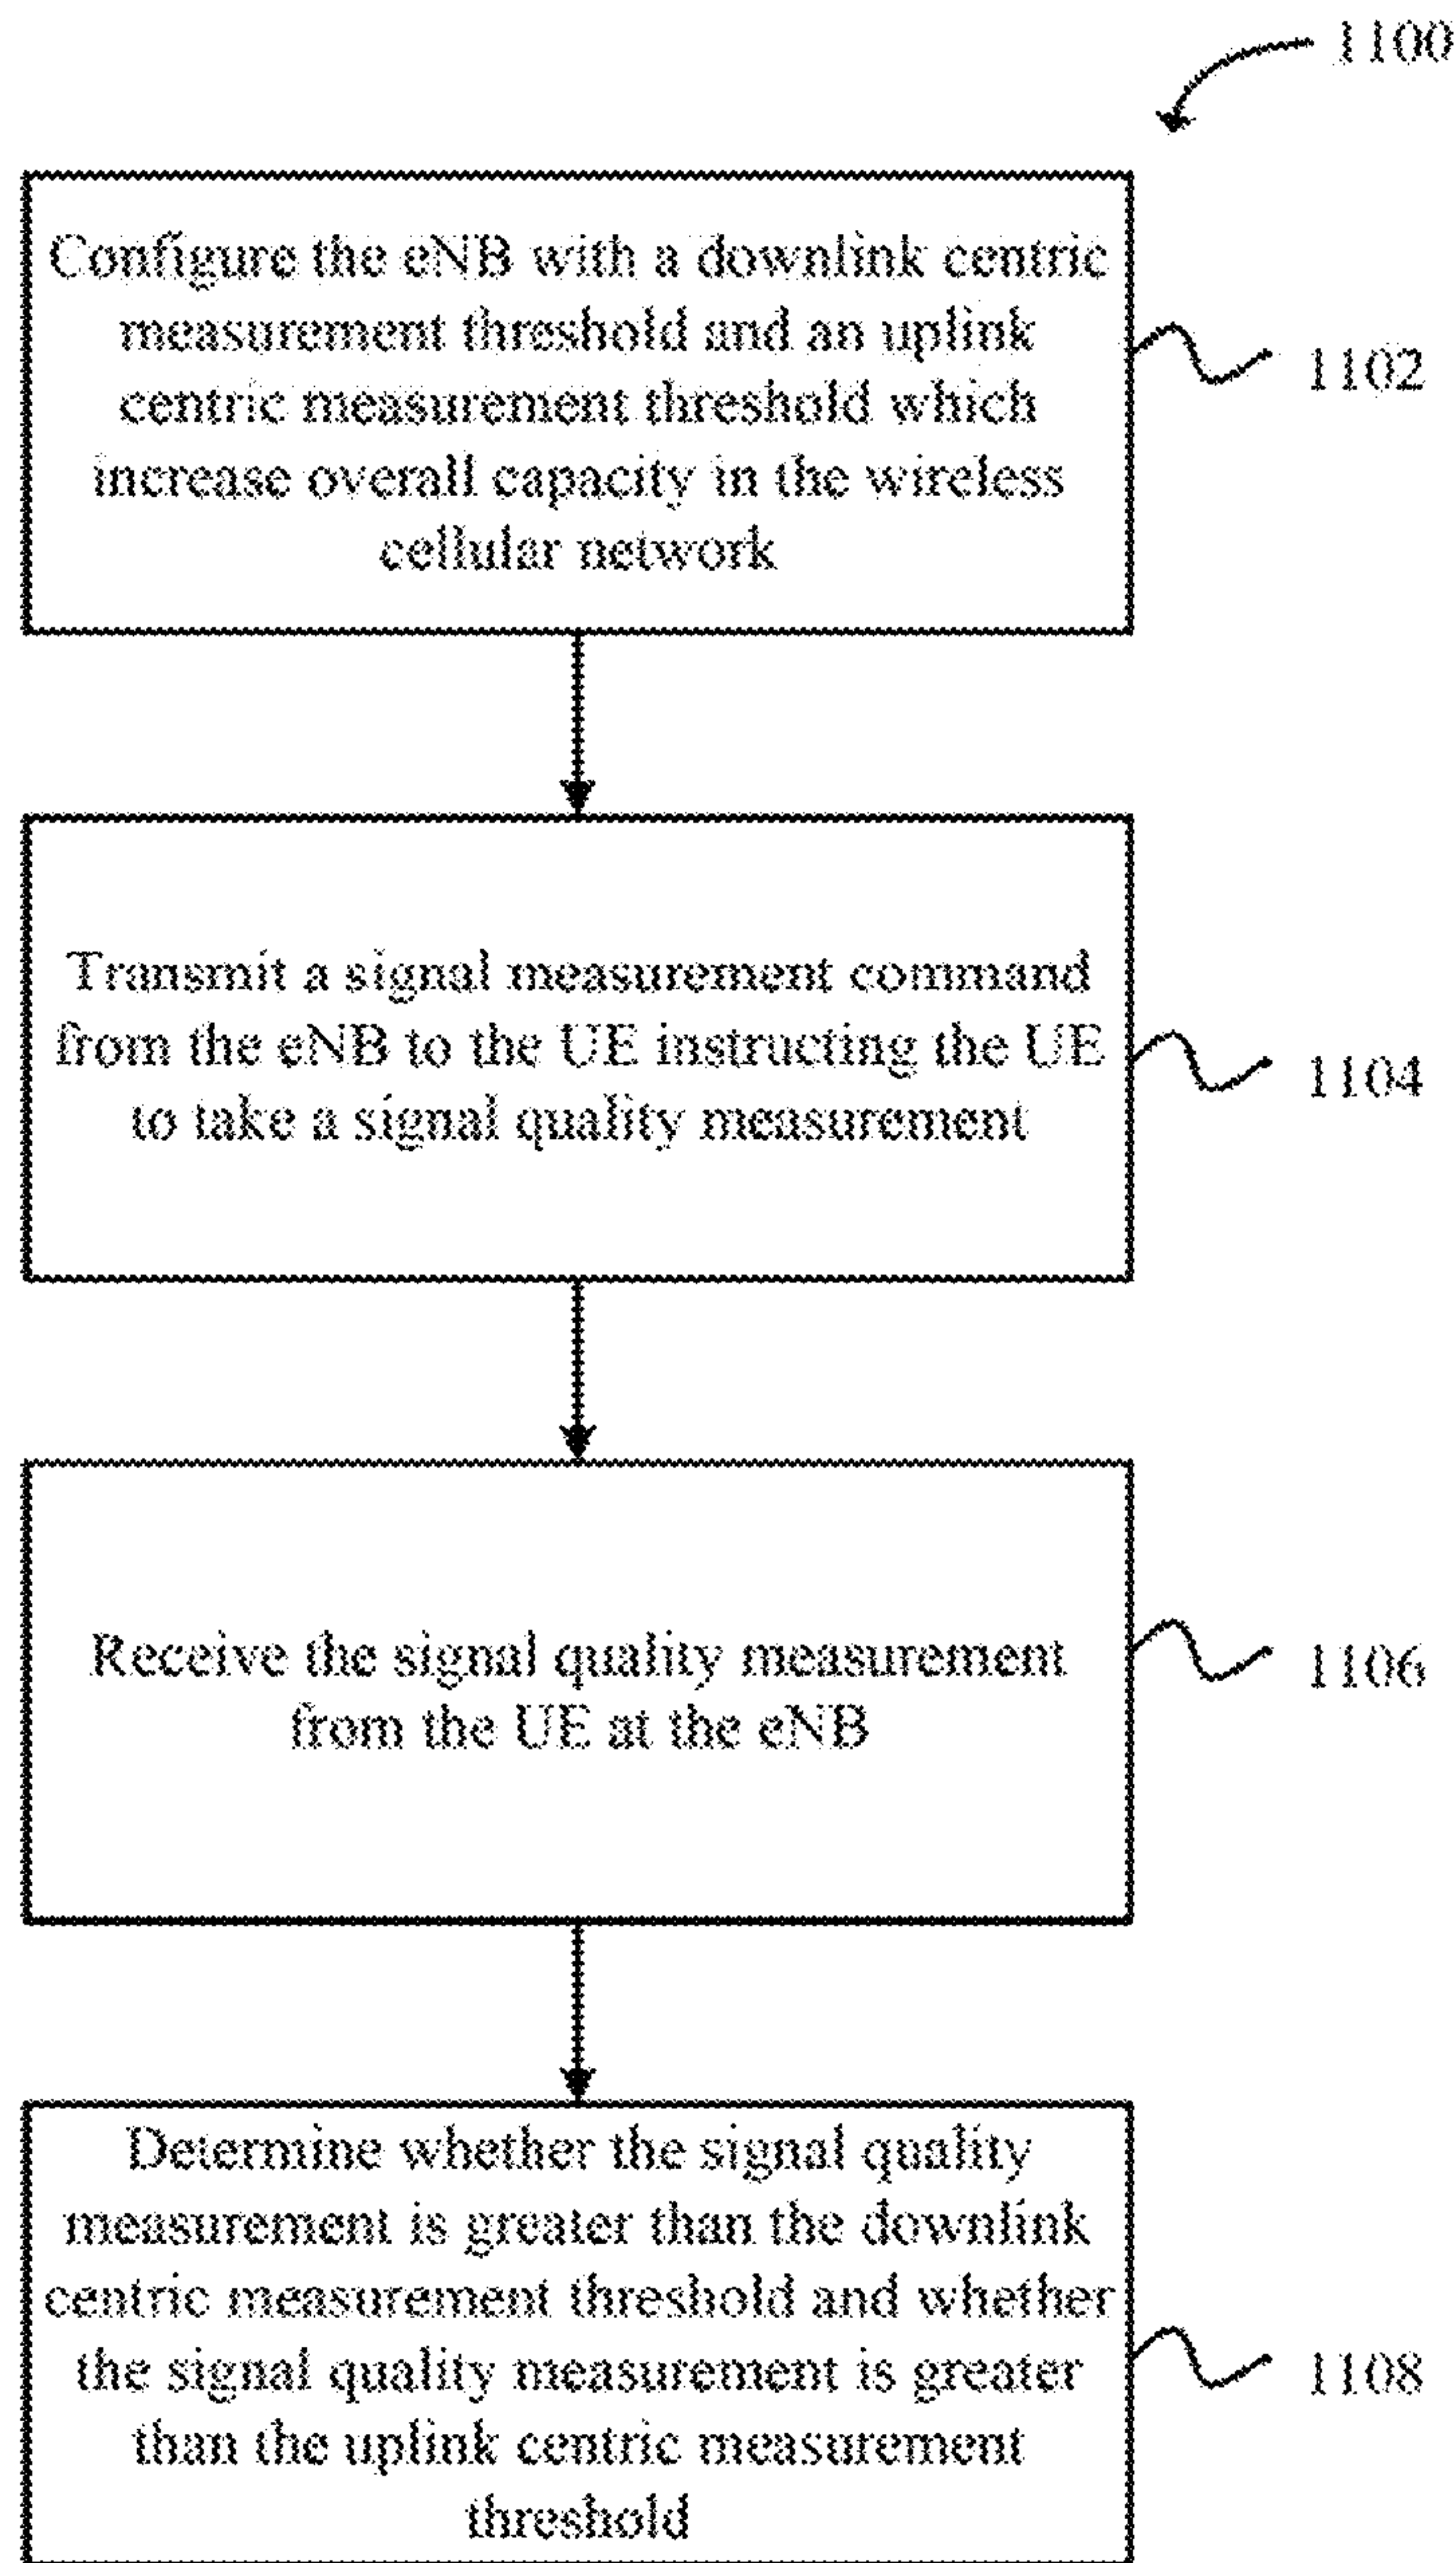 1100
Configure the eNB with a downlink centric
measurement threshold and an uplink
centric measurement threshold which
increase overall capacity in the wireless
cellular network
1102
Transmit a signal measurement command
from the eNB to the UE instructing the UE
to take a signal quality measurement
1104
Receive the signal quality measurement
from the UE at the eNB
1106
Determine whether the signal quality
measurement is greater than the downlink
centric measurement threshold and whether
the signal quality measurement is greater
than the uplink centric measurement
threshold
1108